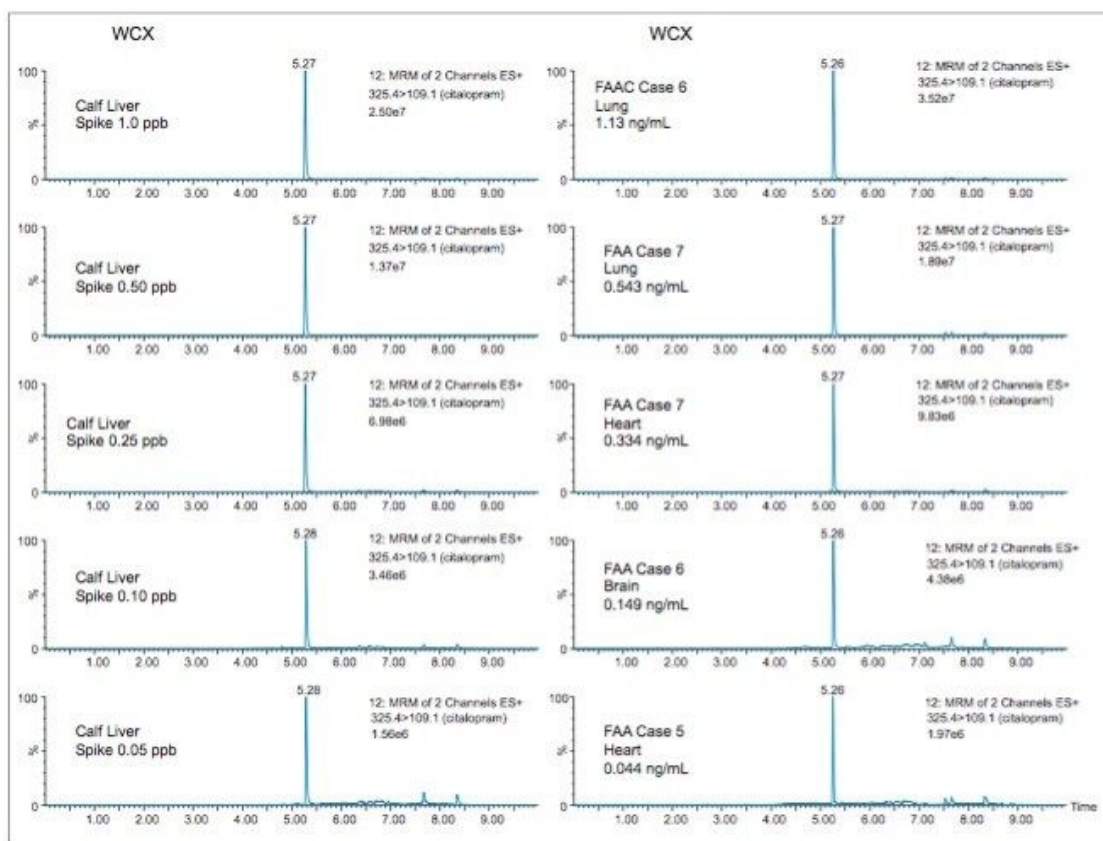 WCX
5.27
100
%
0
Calf Liver
Spike 1.0 ppb
12: MRM of 2 Channels ES+
325.4>109.1 (citalopram)
2.50e7
1.00 2.00 3.00 4.00 5.00 6.00 7.00 8.00 9.00
5.27
100
%
0
Calf Liver
Spike 0.50 ppb
12: MRM of 2 Channels ES+
325.4>109.1 (citalopram)
1.37e7
1.00 2.00 3.00 4.00 5.00 6.00 7.00 8.00 9.00
5.27
100
%
0
Calf Liver
Spike 0.25 ppb
12: MRM of 2 Channels ES+
325.4>109.1 (citalopram)
6.98e6
1.00 2.00 3.00 4.00 5.00 6.00 7.00 8.00 9.00
5.28
100
%
0
Calf Liver
Spike 0.10 ppb
12: MRM of 2 Channels ES+
325.4>109.1 (citalopram)
3.46e6
1.00 2.00 3.00 4.00 5.00 6.00 7.00 8.00 9.00
5.28
100
%
0
Calf Liver
Spike 0.05 ppb
12: MRM of 2 Channels ES+
325.4>109.1 (citalopram)
1.56e6
1.00 2.00 3.00 4.00 5.00 6.00 7.00 8.00 9.00
WCX
5.26
100
%
0
FAAC Case 6
Lung
1.13 ng/mL
12: MRM of 2 Channels ES+
325.4>109.1 (citalopram)
3.52e7
1.00 2.00 3.00 4.00 5.00 6.00 7.00 8.00 9.00
5.27
100
%
0
FAA Case 7
Lung
0.543 ng/mL
12: MRM of 2 Channels ES+
325.4>109.1 (citalopram)
1.89e7
1.00 2.00 3.00 4.00 5.00 6.00 7.00 8.00 9.00
5.27
100
%
0
FAA Case 7
Heart
0.334 ng/mL
12: MRM of 2 Channels ES+
325.4>109.1 (citalopram)
9.83e6
1.00 2.00 3.00 4.00 5.00 6.00 7.00 8.00 9.00
5.26
100
%
0
FAA Case 6
Brain
0.149 ng/mL
12: MRM of 2 Channels ES+
325.4>109.1 (citalopram)
4.38e6
1.00 2.00 3.00 4.00 5.00 6.00 7.00 8.00 9.00
5.26
100
%
0
FAA Case 5
Heart
0.044 ng/mL
12: MRM of 2 Channels ES+
325.4>109.1 (citalopram)
1.97e6
Time
1.00 2.00 3.00 4.00 5.00 6.00 7.00 8.00 9.00